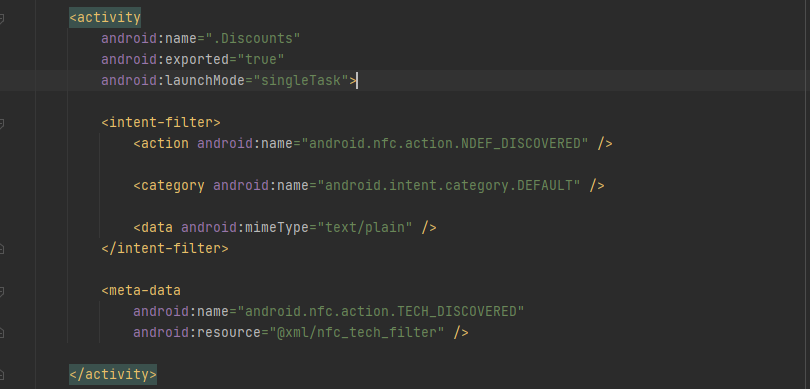 <activity
android:name=".Discounts"
android:exported="true"
android:launchMode="singleTask">
<intent-filter>
<action android:name="android.nfc.action.NDEF_DISCOVERED" />
<category android:name="android.intent.category.DEFAULT" />
<data android:mimeType="text/plain" />
</intent-filter>
<meta-data
android:name="android.nfc.action.TECH_DISCOVERED"
android:resource="@xml/nfc_tech_filter" />
</activity>